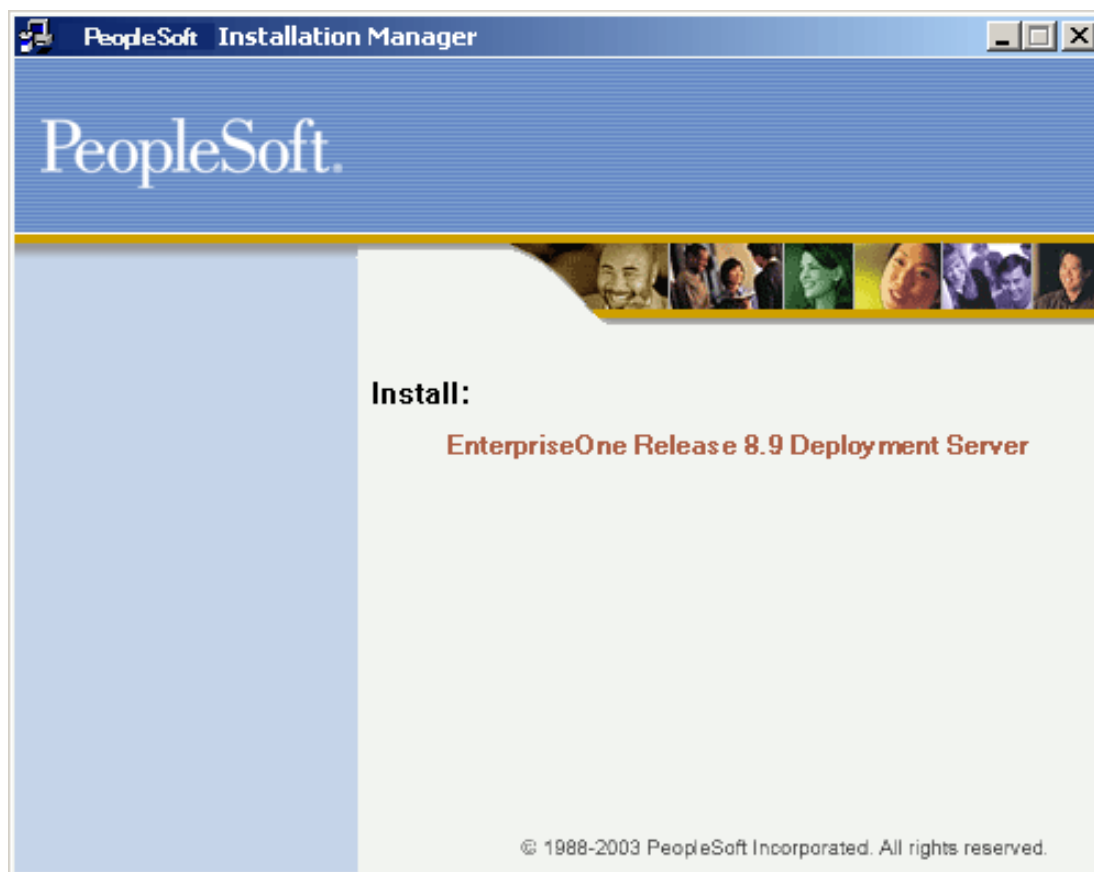 PeopleSoft Installation Manager
PeopleSoft.
Install:
EnterpriseOne Release 8.9 Deployment Server
© 1988-2003 PeopleSoft Incorporated. All rights reserved.